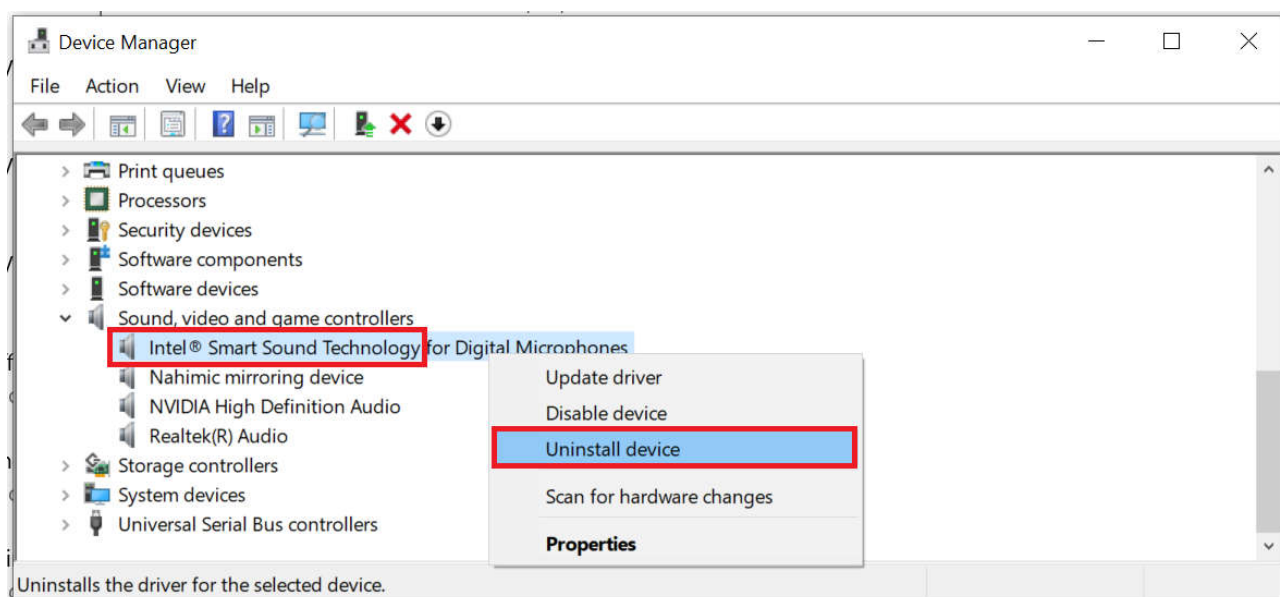 Device Manager
File Action View Help
Print queues
Processors
Security devices
Software components
Software devices
Sound, video and game controllers
Intel® Smart Sound Technology for Digital Microphones
Nahimic mirroring device
NVIDIA High Definition Audio
Realtek(R) Audio
Storage controllers
System devices
Universal Serial Bus controllers
Update driver
Disable device
Uninstall device
Scan for hardware changes
Properties
Uninstalls the driver for the selected device.